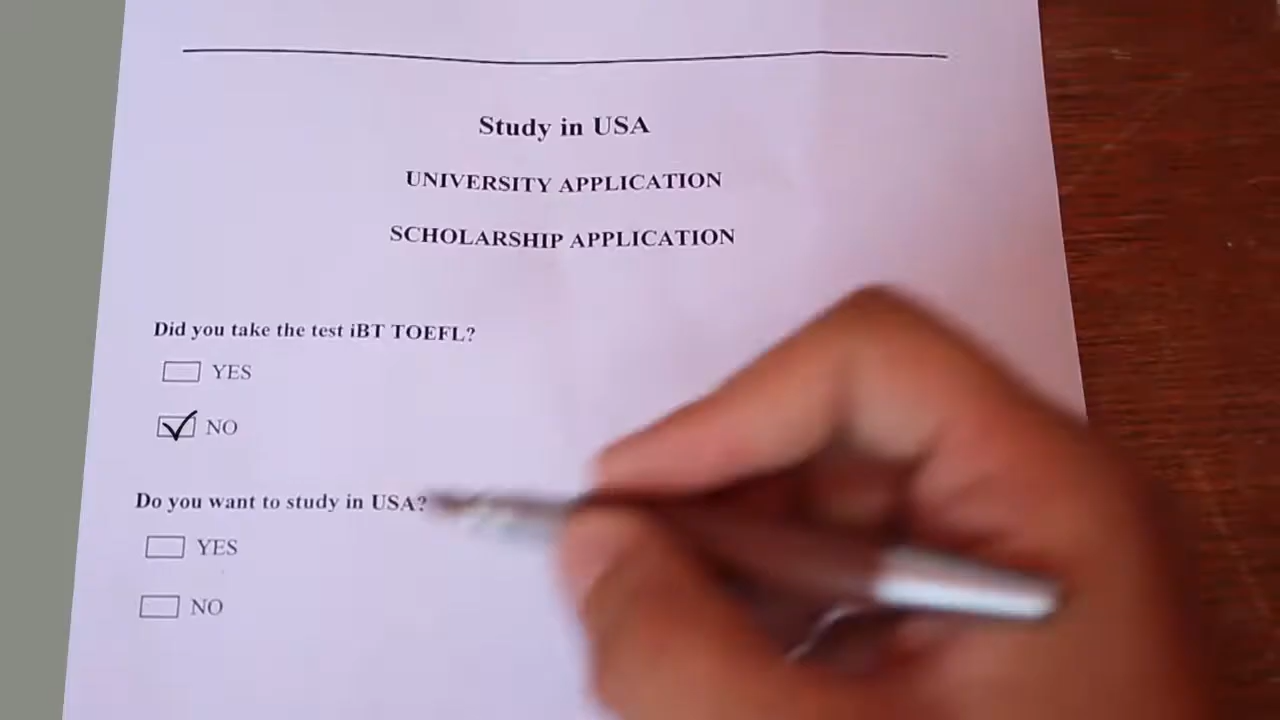 Study in USA
UNIVERSITY APPLICATION
SCHOLARSHIP APPLICATION
Did you take the test iBT TOEFL?
YES
NO
Do you want to study in USA?
YES
NO